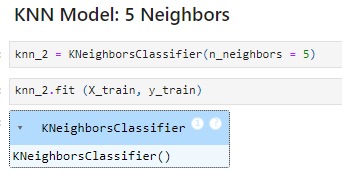 KNN Model: 5 Neighbors
knn_2 = KNeighborsClassifier(n_neighbors = 5)
knn_2.fit (X_train, y_train)
KNeighborsClassifier i ?
KNeighborsClassifier()